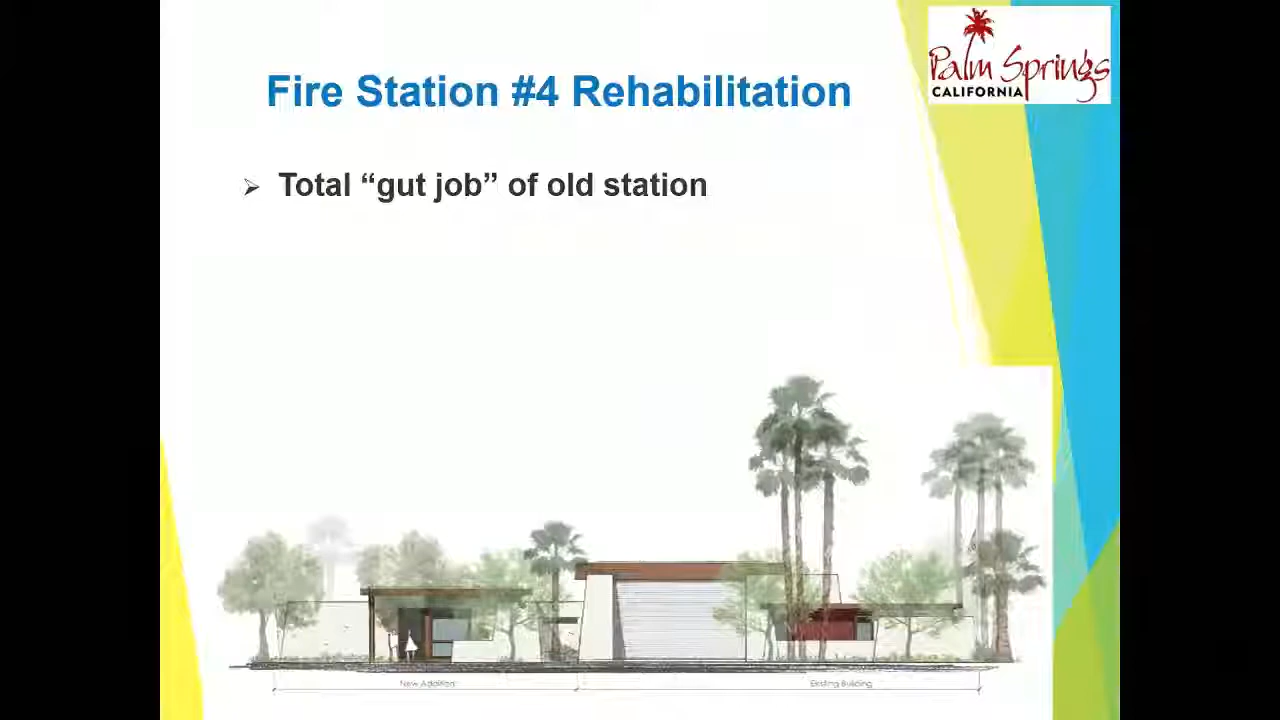 Palm Springs
CALIFORNIA
Fire Station #4 Rehabilitation
➢ Total “gut job” of old station
New Addition
Existing Building